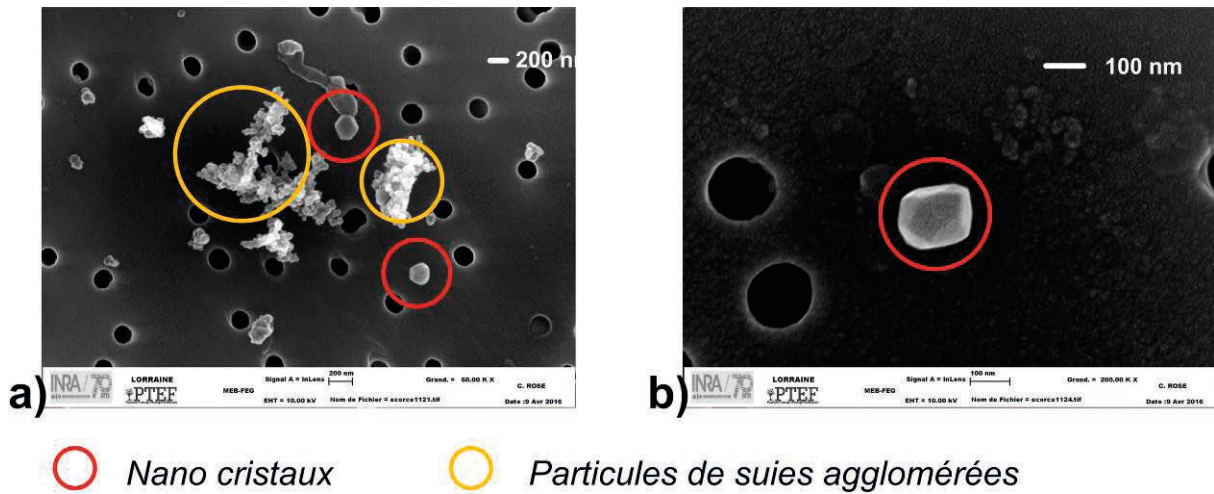 200 n
100 nm
a)
INRA
LORRAINE
PTEF
MEB-FEG
Signal A = InLens
200 nm
Grand. = 60.00 K X
EHT = 10.00 kV
Nom de Fichier = ecorce1121.tif
C. ROSE
Date :9 Avr 2016
b)
INRA
LORRAINE
PTEF
MEB-FEG
Signal A = InLens
100 nm
Grand. = 200.00 K X
EHT = 10.00 kV
Nom de Fichier = ecorce1124.tif
C. ROSE
Date :9 Avr 2016
Nano cristaux
Particules de suies agglomérées